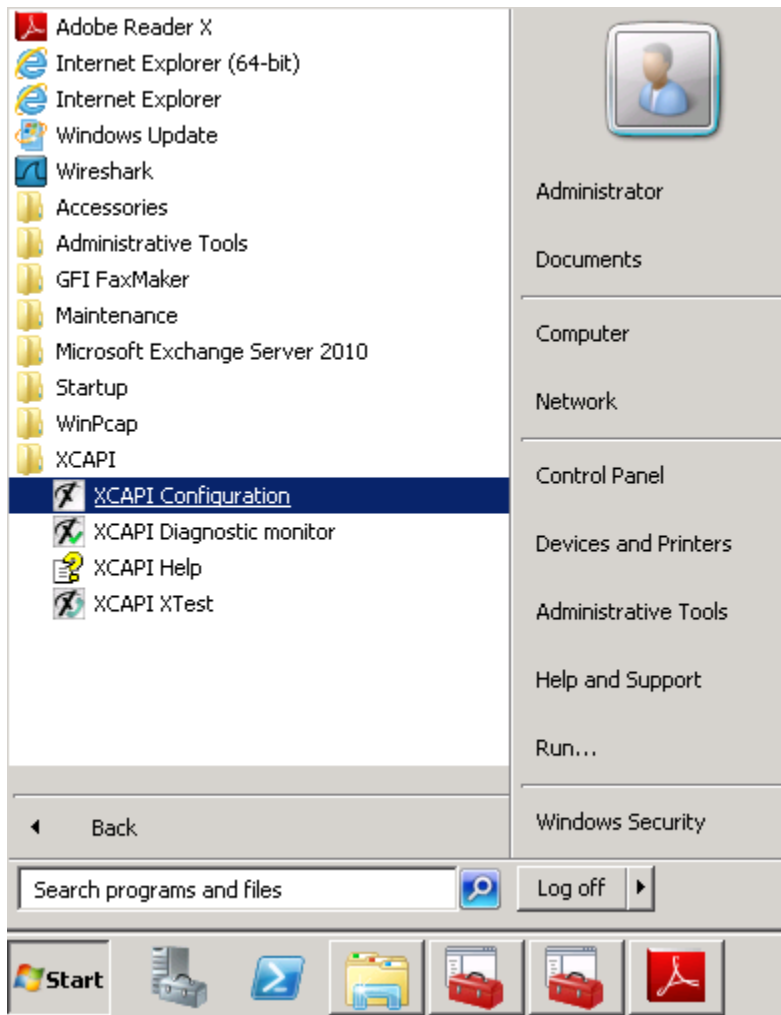 Adobe Reader X
Internet Explorer (64-bit)
Internet Explorer
Windows Update
Wireshark
Accessories
Administrative Tools
GFI FaxMaker
Maintenance
Microsoft Exchange Server 2010
Startup
WinPcap
XCAPI
XCAPI Configuration
XCAPI Diagnostic monitor
XCAPI Help
XCAPI XTest
Back
Search programs and files
Administrator
Documents
Computer
Network
Control Panel
Devices and Printers
Administrative Tools
Help and Support
Run...
Windows Security
Log off
Start